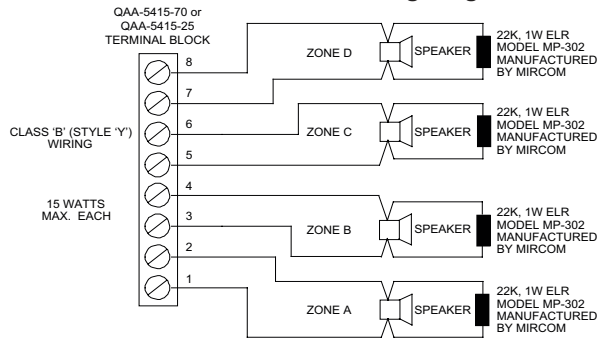 QAA-5415-70 or
QAA-5415-25
TERMINAL BLOCK
8
7
6
5
4
3
2
1
CLASS 'B' (STYLE 'Y')
WIRING
15 WATTS
MAX. EACH
ZONE D
SPEAKER
22K, 1W ELR
MODEL MP-302
MANUFACTURED
BY MIRCOM
ZONE C
SPEAKER
22K, 1W ELR
MODEL MP-302
MANUFACTURED
BY MIRCOM
ZONE B
SPEAKER
22K, 1W ELR
MODEL MP-302
MANUFACTURED
BY MIRCOM
ZONE A
SPEAKER
22K, 1W ELR
MODEL MP-302
MANUFACTURED
BY MIRCOM